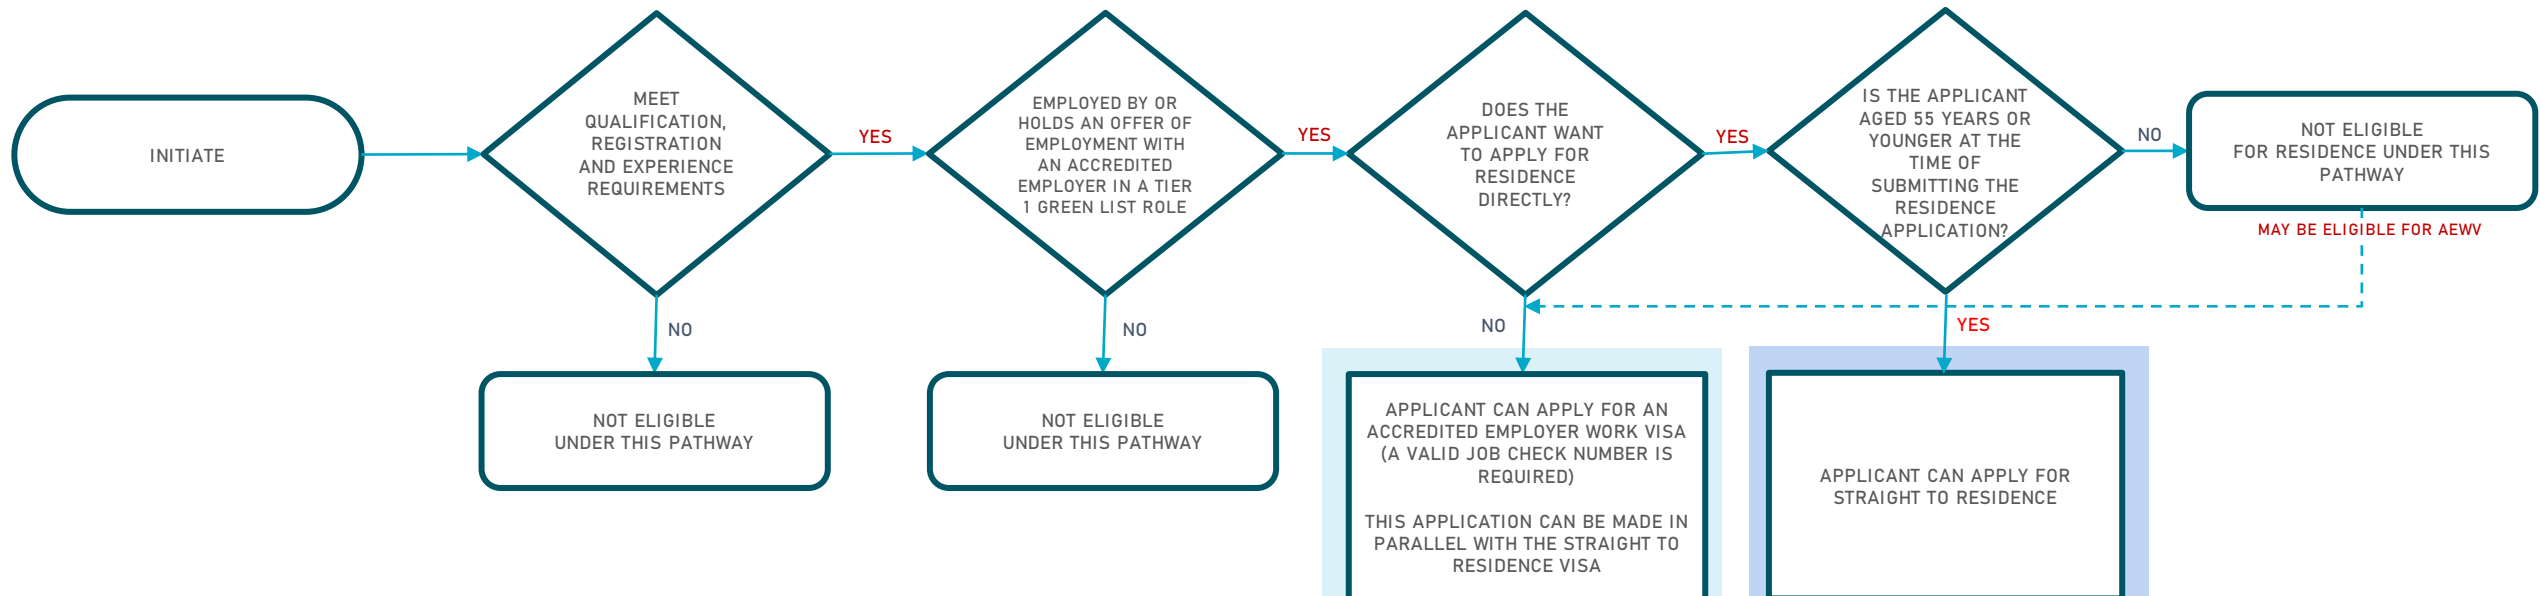 INITIATE
MEET
QUALIFICATION,
REGISTRATION
AND EXPERIENCE
REQUIREMENTS
YES
NO
NOT ELIGIBLE
UNDER THIS PATHWAY
EMPLOYED BY OR
HOLDS AN OFFER OF
EMPLOYMENT WITH
AN ACCREDITED
EMPLOYER IN A TIER
1 GREEN LIST ROLE
YES
NO
NOT ELIGIBLE
UNDER THIS PATHWAY
DOES THE
APPLICANT WANT
TO APPLY FOR
RESIDENCE
DIRECTLY?
YES
NO
APPLICANT CAN APPLY FOR AN
ACCREDITED EMPLOYER WORK VISA
(A VALID JOB CHECK NUMBER IS
REQUIRED)
THIS APPLICATION CAN BE MADE IN
PARALLEL WITH THE STRAIGHT TO
RESIDENCE VISA
IS THE APPLICANT
AGED 55 YEARS OR
YOUNGER AT THE
TIME OF
SUBMITTING THE
RESIDENCE
APPLICATION?
NO
YES
APPLICANT CAN APPLY FOR
STRAIGHT TO RESIDENCE
NOT ELIGIBLE
FOR RESIDENCE UNDER THIS
PATHWAY
MAY BE ELIGIBLE FOR AEWV